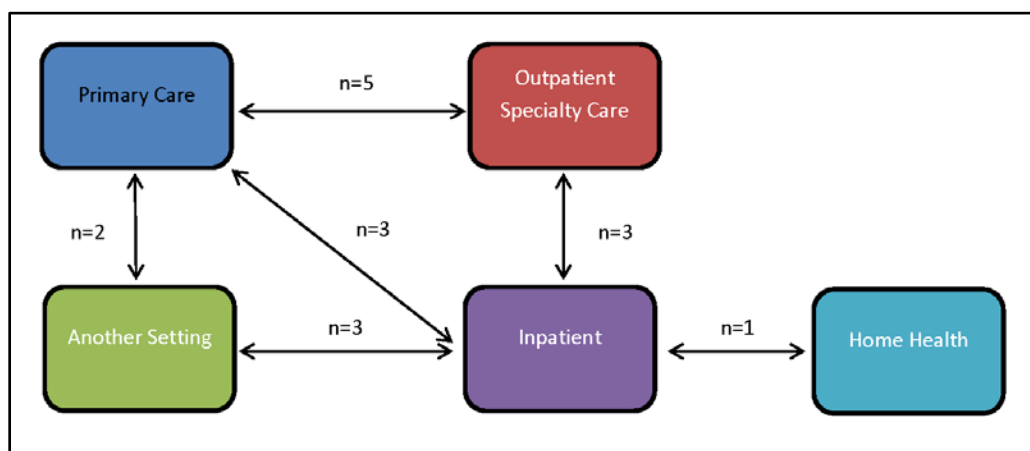 Primary Care
n=5
Outpatient
Specialty Care
n=2
n=3
n=3
Another Setting
n=3
Inpatient
n=1
Home Health